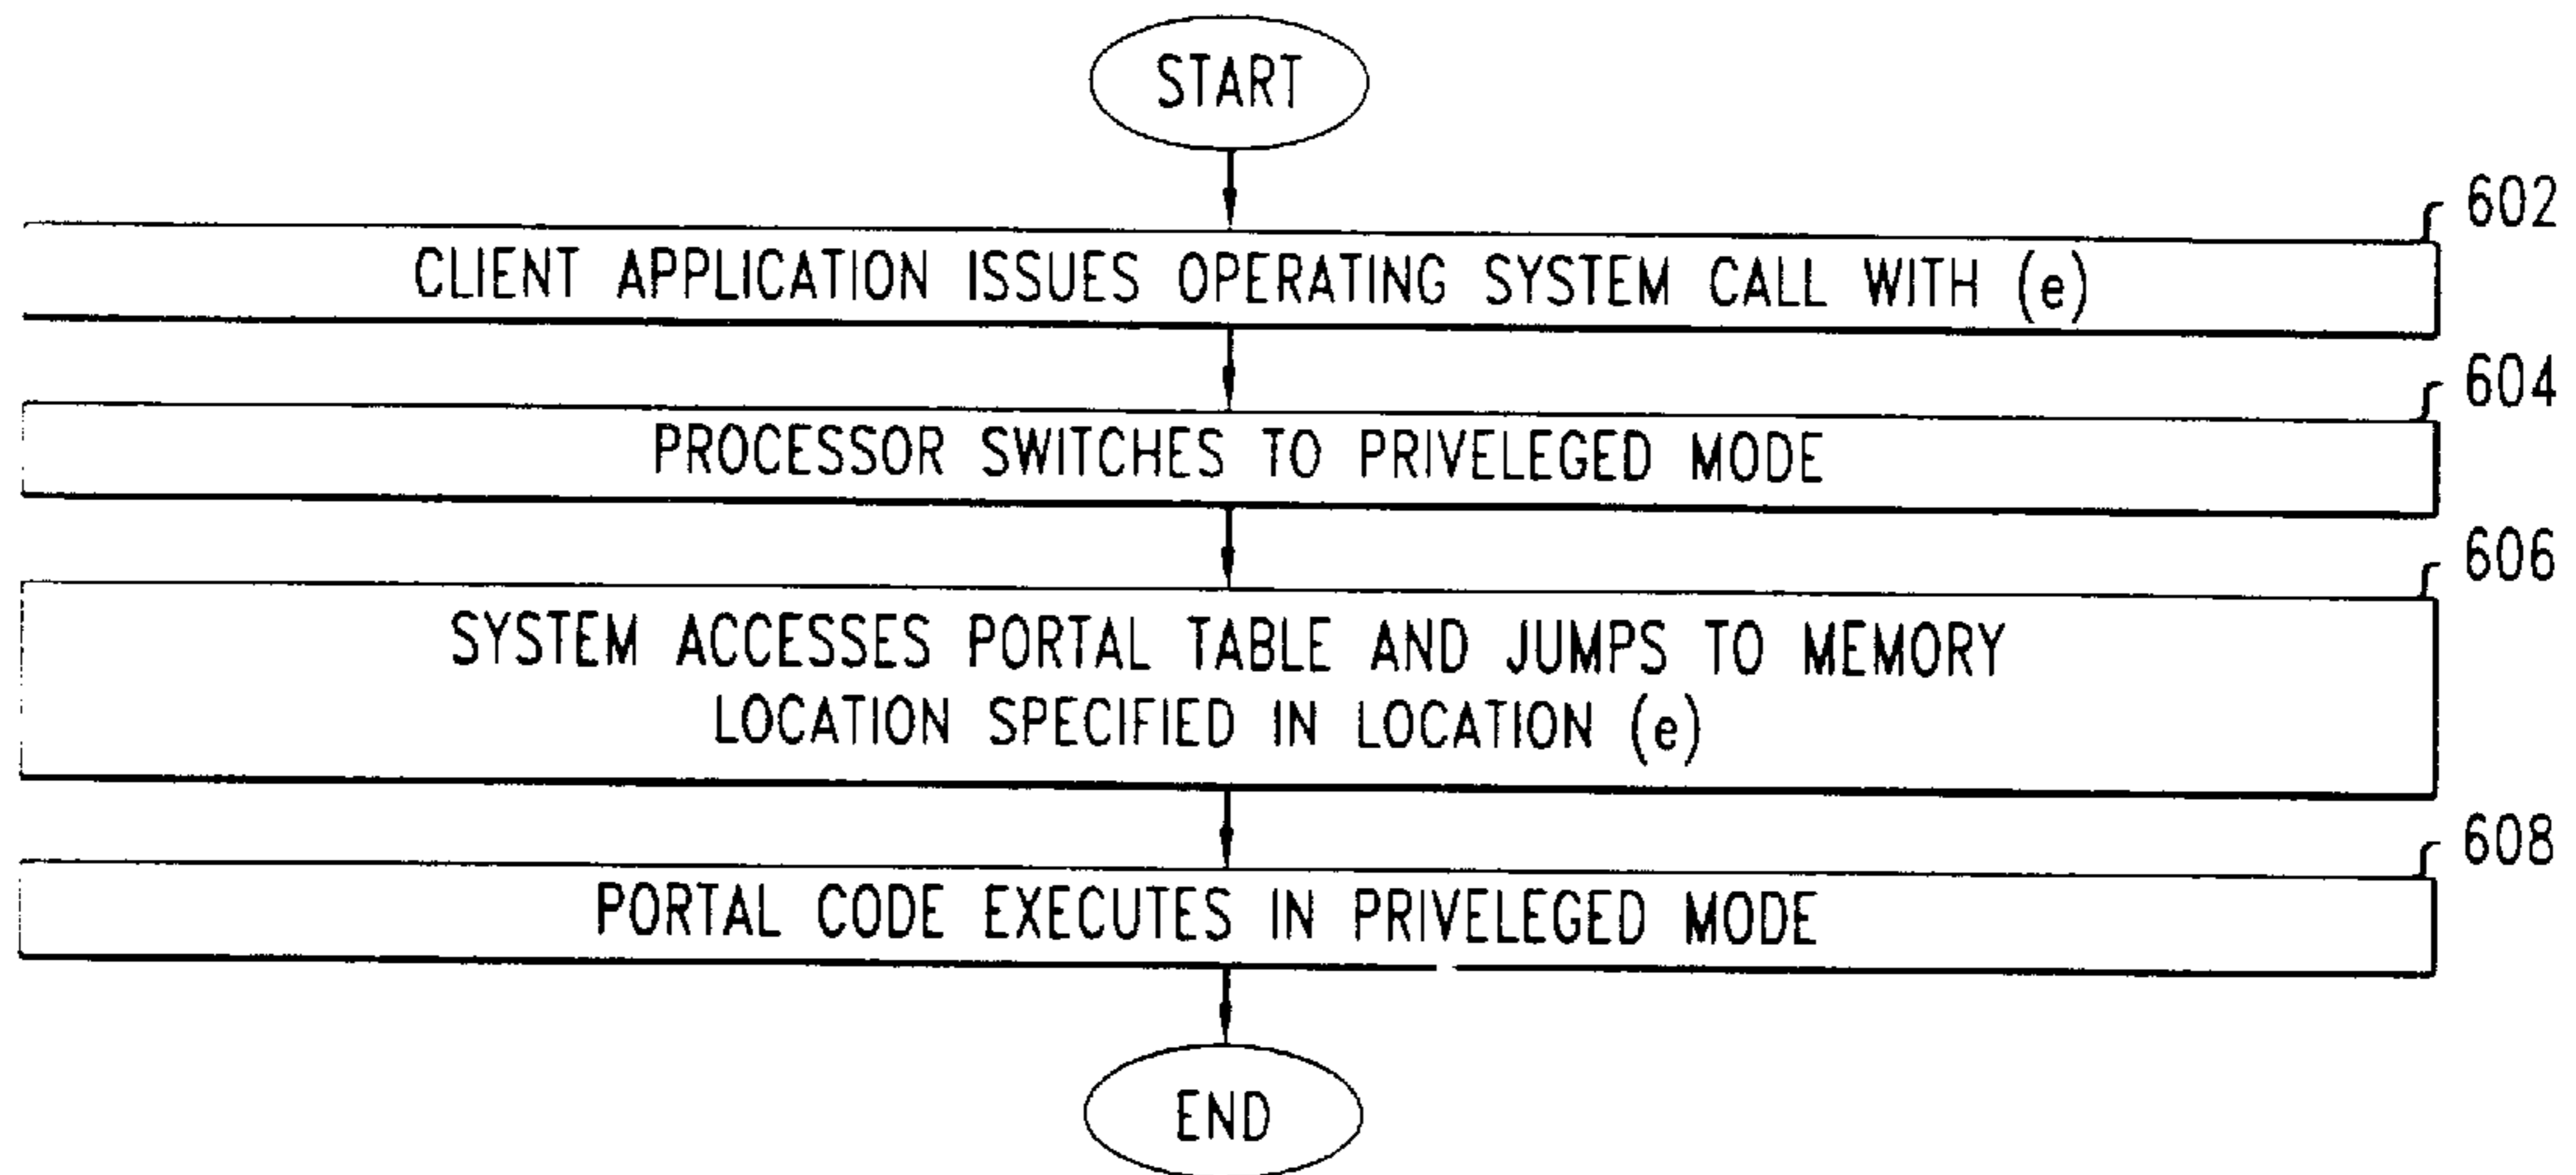 START
602
CLIENT APPLICATION ISSUES OPERATING SYSTEM CALL WITH (e)
604
PROCESSOR SWITCHES TO PRIVELEGED MODE
606
SYSTEM ACCESSES PORTAL TABLE AND JUMPS TO MEMORY
LOCATION SPECIFIED IN LOCATION (e)
608
PORTAL CODE EXECUTES IN PRIVELEGED MODE
END